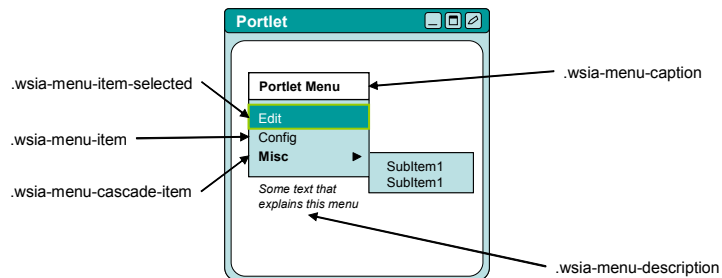 Portlet
.wsia-menu-item-selected
Portlet Menu
.wsia-menu-caption
Edit
.wsia-menu-item
Config
Misc
SubItem1
SubItem1
.wsia-menu-cascade-item
Some text that
explains this menu
.wsia-menu-description